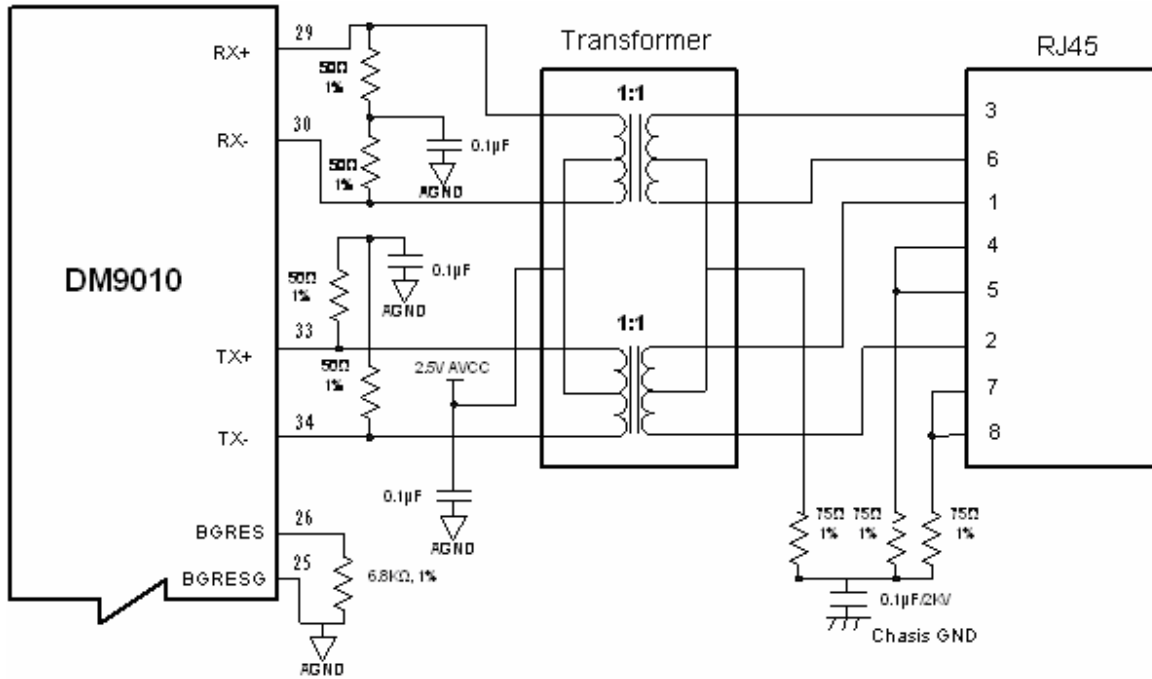 Transformer
RJ45
29
RX+
50Ω
1%
1:1
3
30
RX-
0.1µF
50Ω
1%
AGND
6
1
4
5
DM9010
50Ω
1%
0.1µF
AGND
1:1
33
TX+
50Ω
1%
2.5V AVCC
2
7
34
TX-
8
0.1µF
AGND
26
BGRES
25
BGRESG
6.8KΩ, 1%
AGND
75Ω
1%
75Ω
1%
75Ω
1%
0.1µF/2KV
Chasis GND